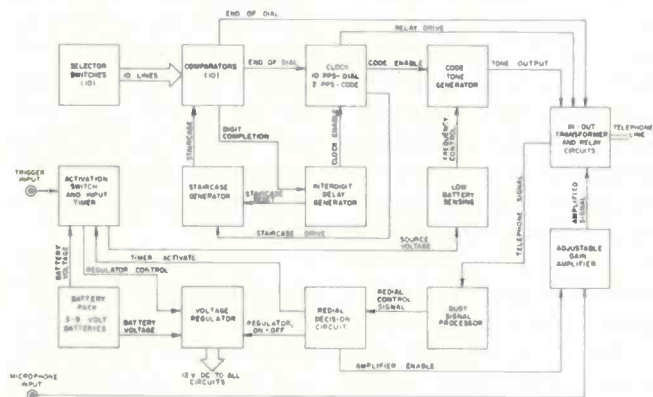 END OF DIAL
RELAY DRIVE
SELECTOR
SWITCHES
(10)
10 LINES
COMPARATORS
(10)
END OF DIAL
CLOCK
10 PPS-DIAL
2 PPS-CODE
CODE ENABLE
CODE
TONE
GENERATOR
TONE OUTPUT
IN-OUT
TRANSFORMER
AND RELAY
CIRCUITS
TELEPHONE
LINE
DIGIT
COMPLETION
STAIRCASE
CLOCK ENABLE
FREQUENCY
CONTROL
TRIGGER
INPUT
ACTIVATION
SWITCH
AND INPUT
TIMER
STAIRCASE
GENERATOR
STAIRCASE
RESET
INTERDIGIT
DELAY
GENERATOR
LOW
BATTERY
SENSING
TELEPHONE SIGNAL
AMPLIFIED
SIGNAL
STAIRCASE DRIVE
SOURCE
VOLTAGE
ADJUSTABLE
GAIN
AMPLIFIER
BATTERY
VOLTAGE
TIMER ACTIVATE
REGULATOR CONTROL
BATTERY
PACK
3-9 VOLT
BATTERIES
BATTERY
VOLTAGE
VOLTAGE
REGULATOR
REGULATOR,
ON-OFF
REDIAL
DECISION
CIRCUIT
REDIAL
CONTROL
SIGNAL
BUSY
SIGNAL
PROCESSOR
12 V DC TO ALL
CIRCUITS
AMPLIFIER ENABLE
MICROPHONE
INPUT